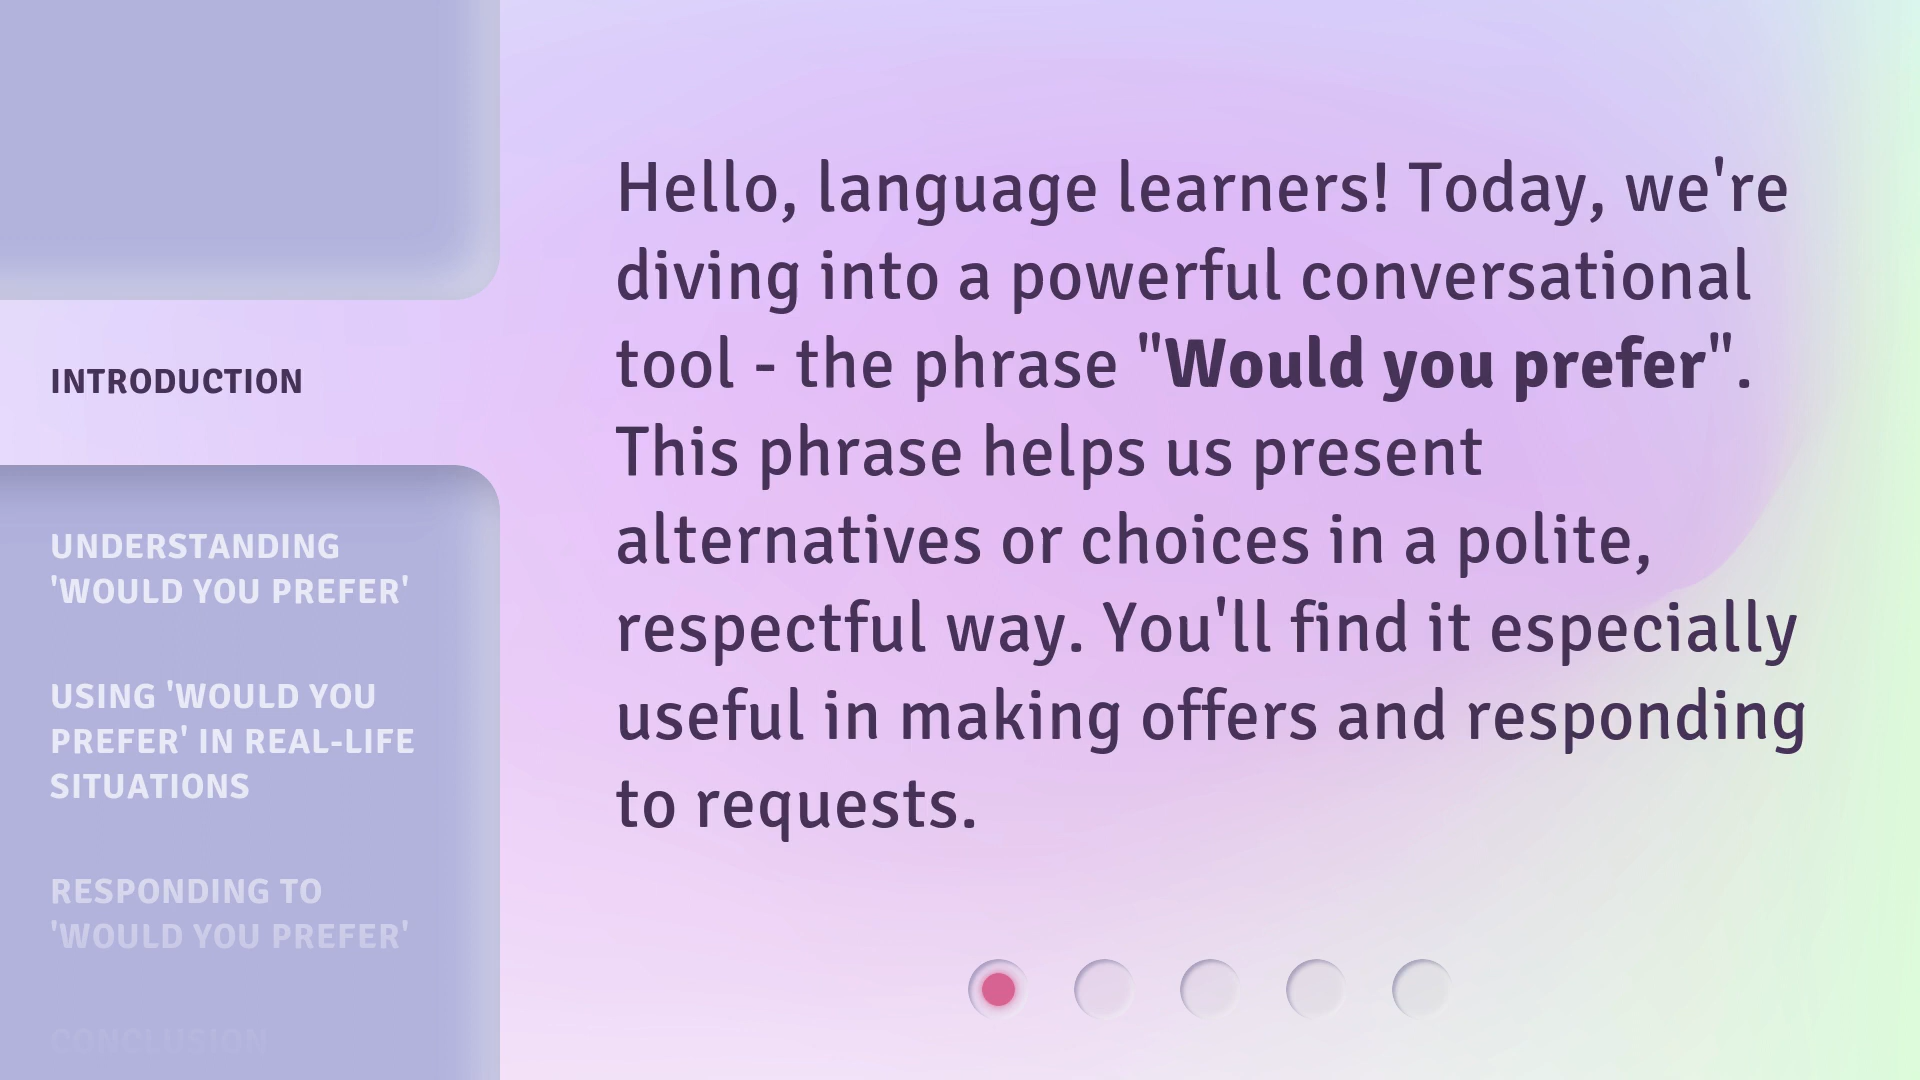 INTRODUCTION
UNDERSTANDING
'WOULD YOU PREFER'
USING 'WOULD YOU
PREFER' IN REAL-LIFE
SITUATIONS
RESPONDING TO
'WOULD YOU PREFER'
CONCLUSION
Hello, language learners! Today, we're
diving into a powerful conversational
tool - the phrase "Would you prefer".
This phrase helps us present
alternatives or choices in a polite,
respectful way. You'll find it especially
useful in making offers and responding
to requests.